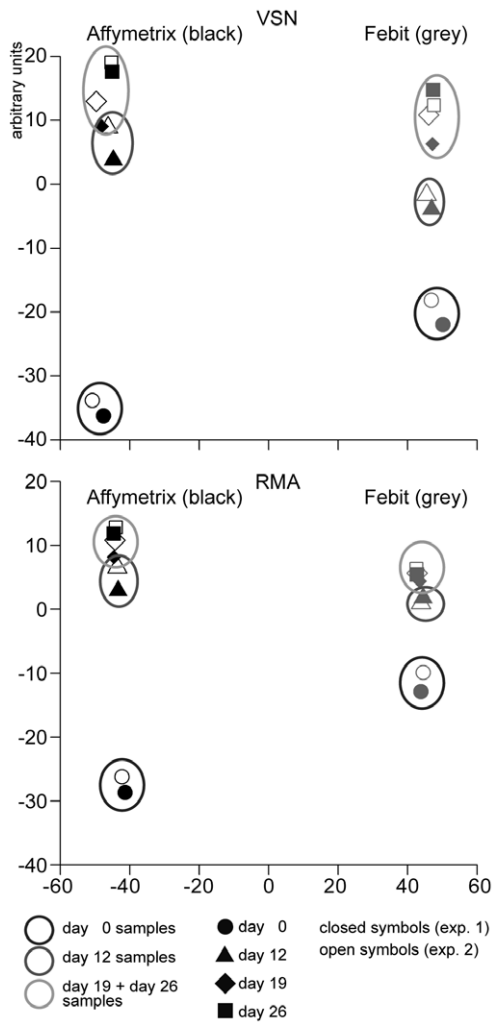 VSN
Affymetrix (black) Febit (grey)
arbitrary units
20
10
0
-10
-20
-30
-40
RMA
Affymetrix (black) Febit (grey)
20
10
0
-10
-20
-30
-40
-60 -40 -20 0 20 40 60
day 0 samples
day 12 samples
day 19 + day 26
samples
day 0
day 12
day 19
day 26
closed symbols (exp. 1)
open symbols (exp. 2)